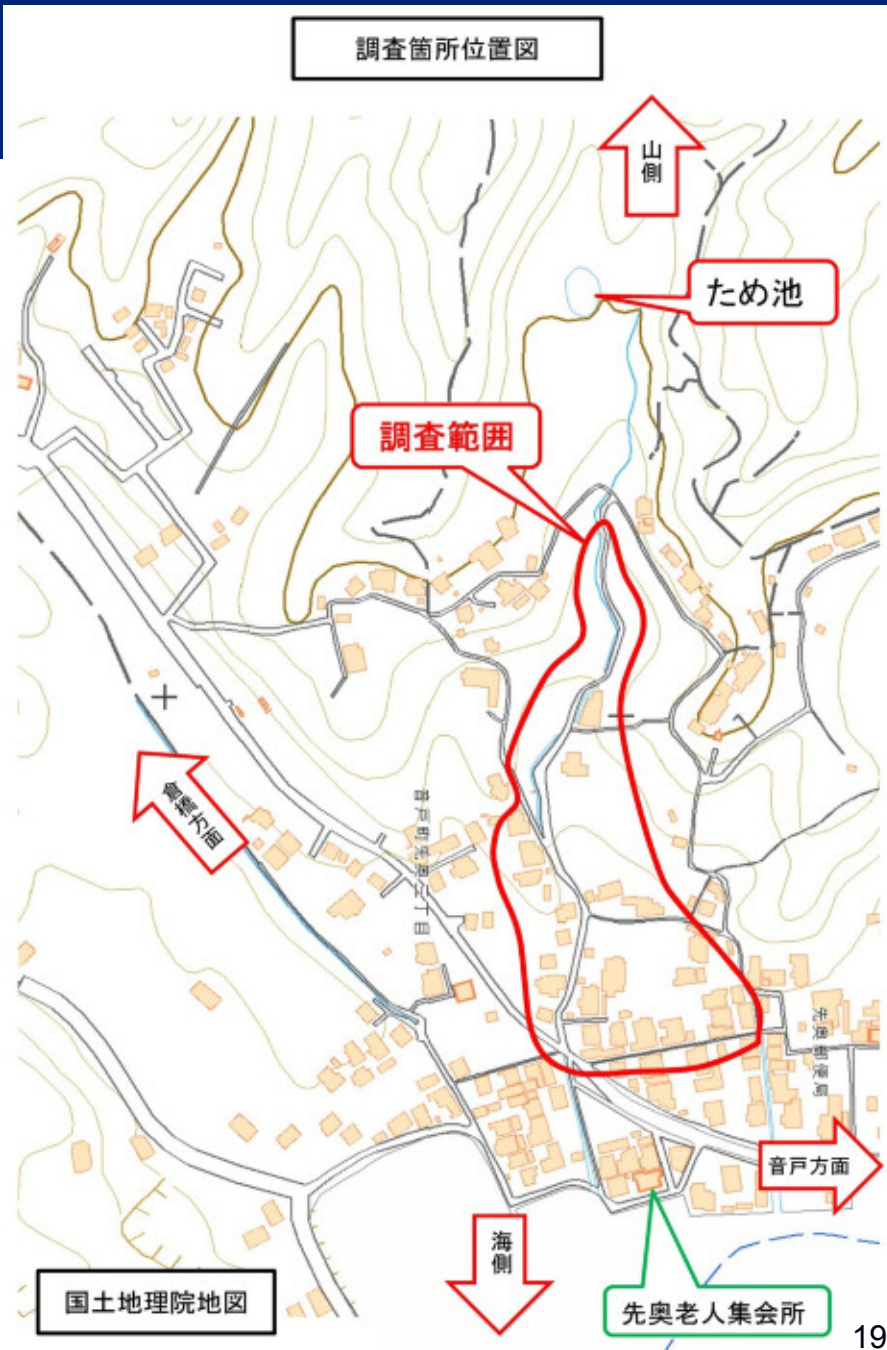 調査箇所位置図
山側
ため池
調査範囲
倉橋方面
音戸町先奥二丁目
先奥郵便局
音戸方面
海側
国土地理院地図
先奥老人集会所
19